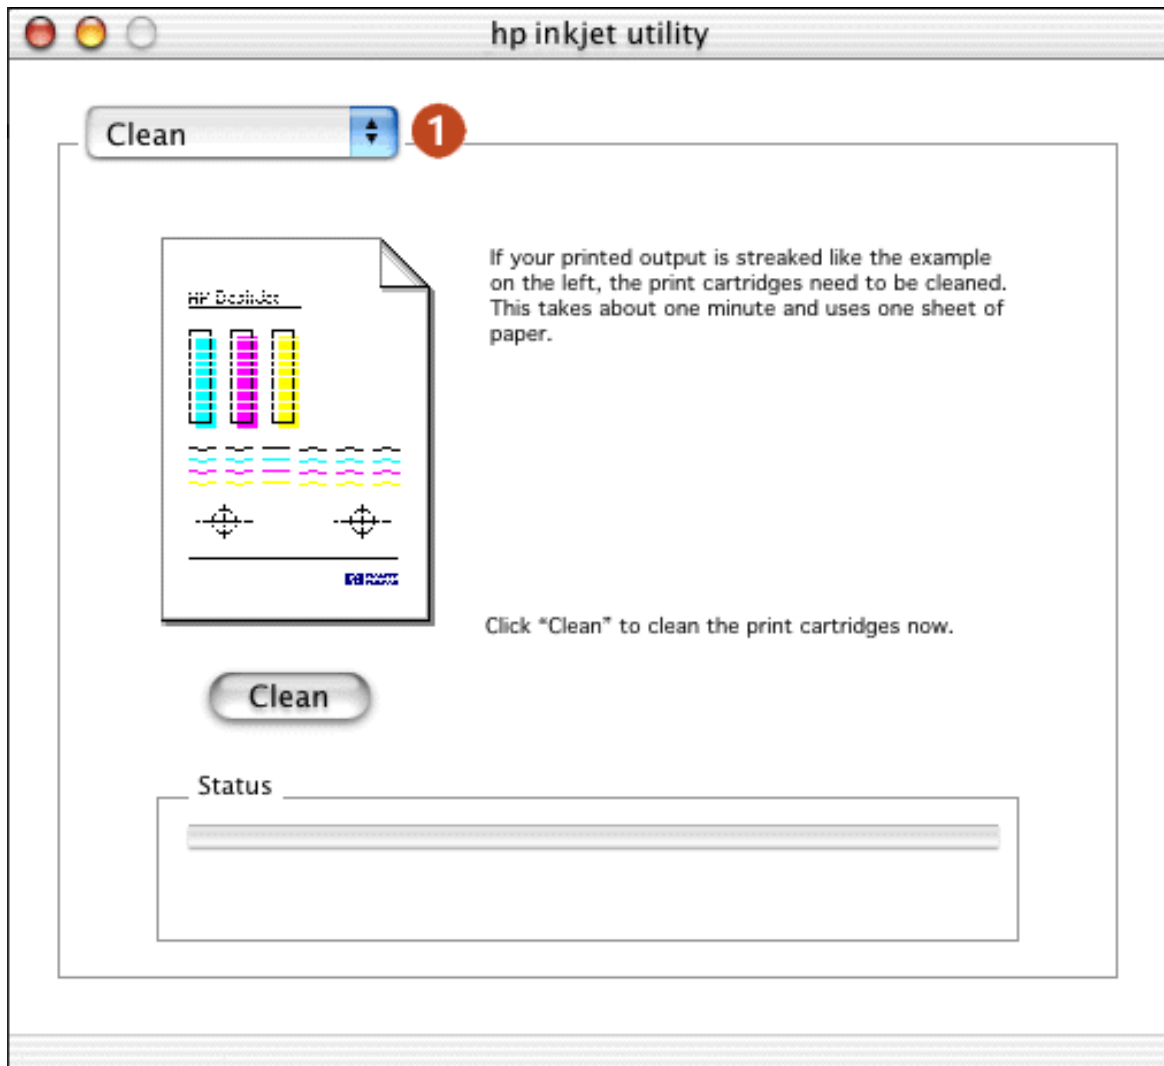 hp inkjet utility
Clean
1
HP DeskJet
If your printed output is streaked like the example
on the left, the print cartridges need to be cleaned.
This takes about one minute and uses one sheet of
paper.
Click “Clean” to clean the print cartridges now.
Clean
Status